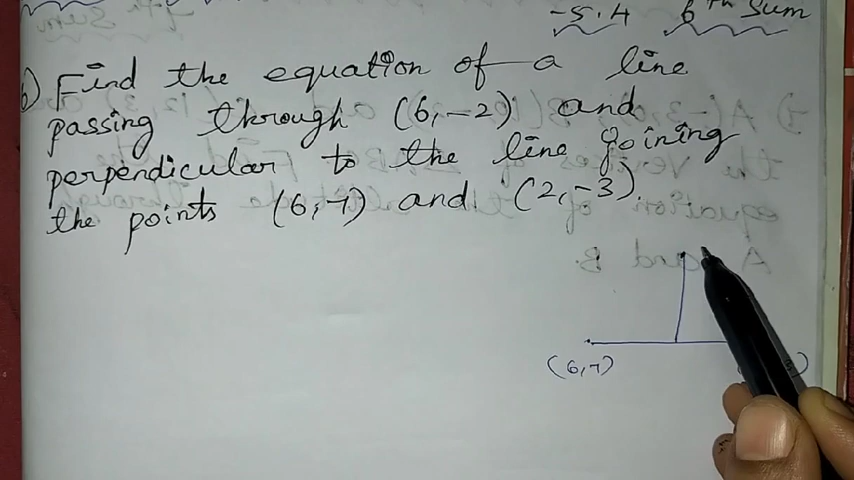 -5.4 6th Sum
6) Find the equation of a line
passing through (6,-2) and
perpendicular to the line joining
the points (6,7) and (2,-3).
(6,7)